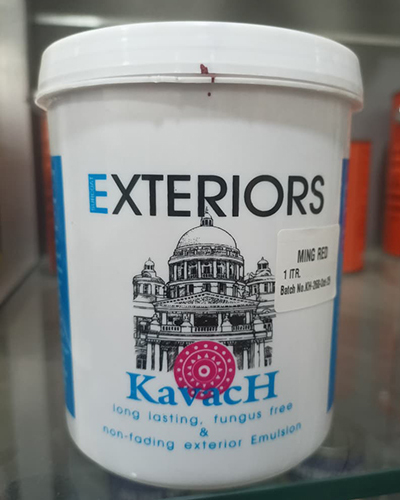 EXTERIORS
MING RED
1 lTR.
KavacH
long lasting, fungus free
&
non-fading exterior Emulsion